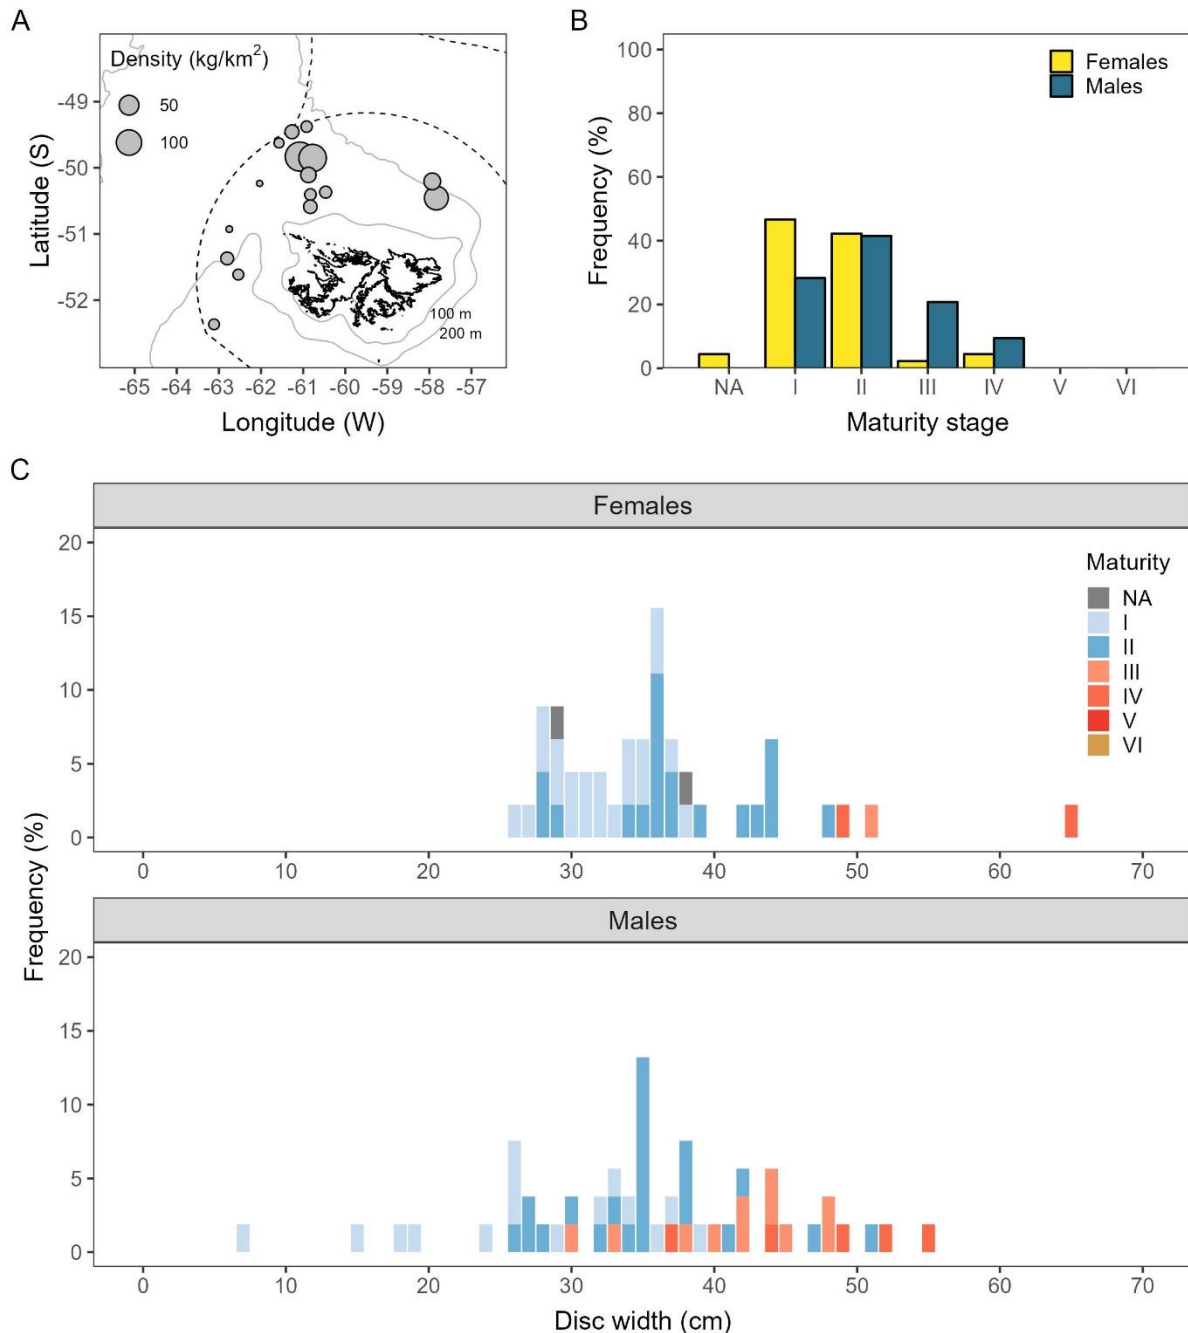 A
Density (kg/km²)
50
100
-49
-50
-51
-52
Latitude (S)
100 m
200 m
-65 -64 -63 -62 -61 -60 -59 -58 -57
Longitude (W)
B
100
80
60
40
20
0
Frequency (%)
Females
Males
NA I II III IV V VI
Maturity stage
C
Females
20
15
10
5
0
Maturity
NA
I
II
III
IV
V
VI
0 10 20 30 40 50 60 70
Frequency (%)
Males
20
15
10
5
0
0 10 20 30 40 50 60 70
Disc width (cm)